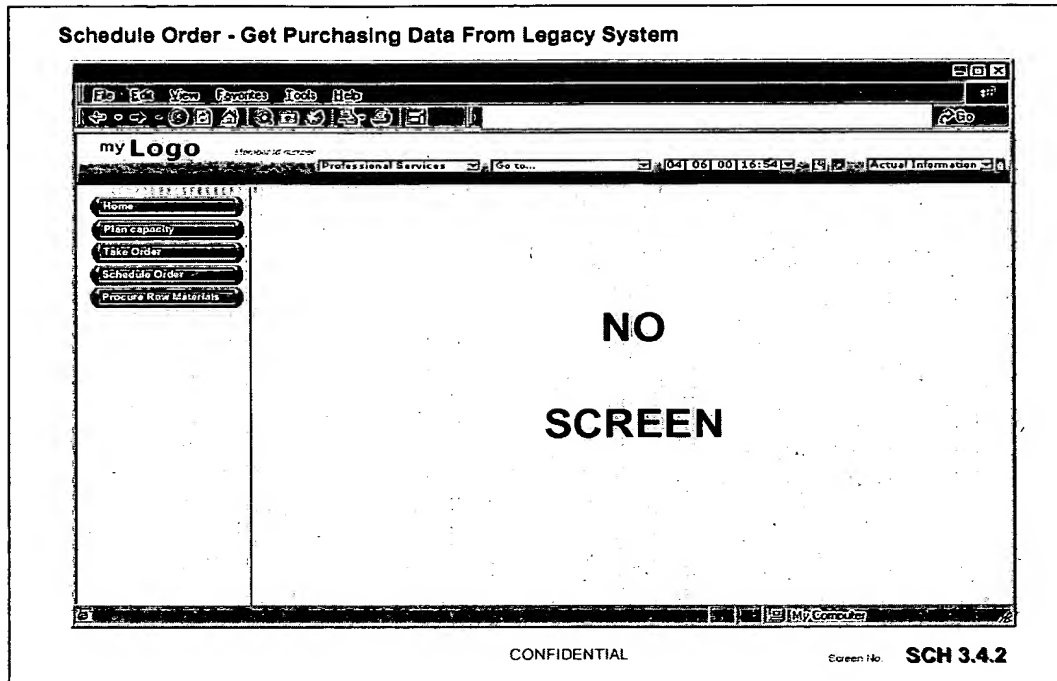 Schedule Order - Get Purchasing Data From Legacy System
File Edit View Favorites Tools Help
Go
my Logo
Professional Services Go to... 04 06 00 16:54 Actual Information
Home
Plan capacity
Take Order
Schedule Order
Procure Row Materials
NO
SCREEN
My Computer
CONFIDENTIAL
Screen No. SCH 3.4.2